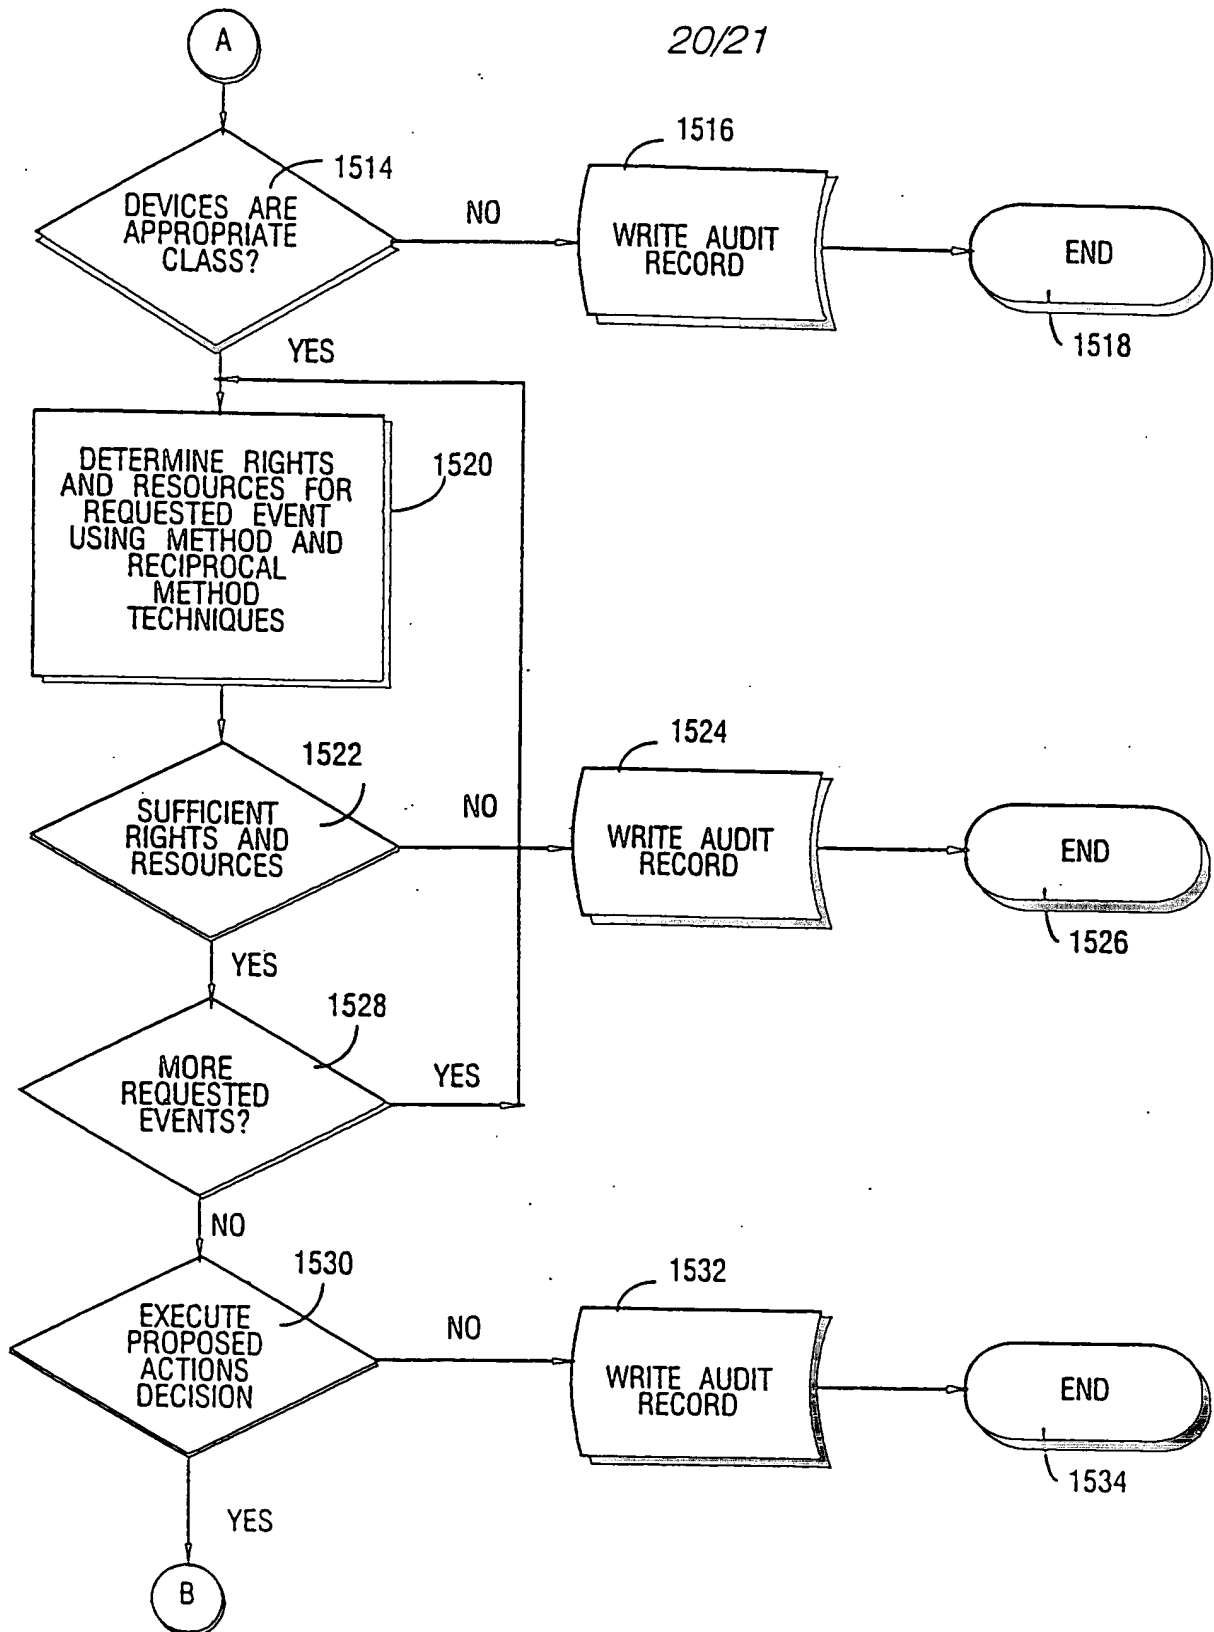 A
20/21
1514
DEVICES ARE
APPROPRIATE
CLASS?
NO
1516
WRITE AUDIT
RECORD
END
1518
YES
DETERMINE RIGHTS
AND RESOURCES FOR
REQUESTED EVENT
USING METHOD AND
RECIPROCAL
METHOD
TECHNIQUES
1520
1522
SUFFICIENT
RIGHTS AND
RESOURCES
NO
1524
WRITE AUDIT
RECORD
END
1526
YES
1528
MORE
REQUESTED
EVENTS?
YES
NO
1530
EXECUTE
PROPOSED
ACTIONS
DECISION
NO
1532
WRITE AUDIT
RECORD
END
1534
YES
B